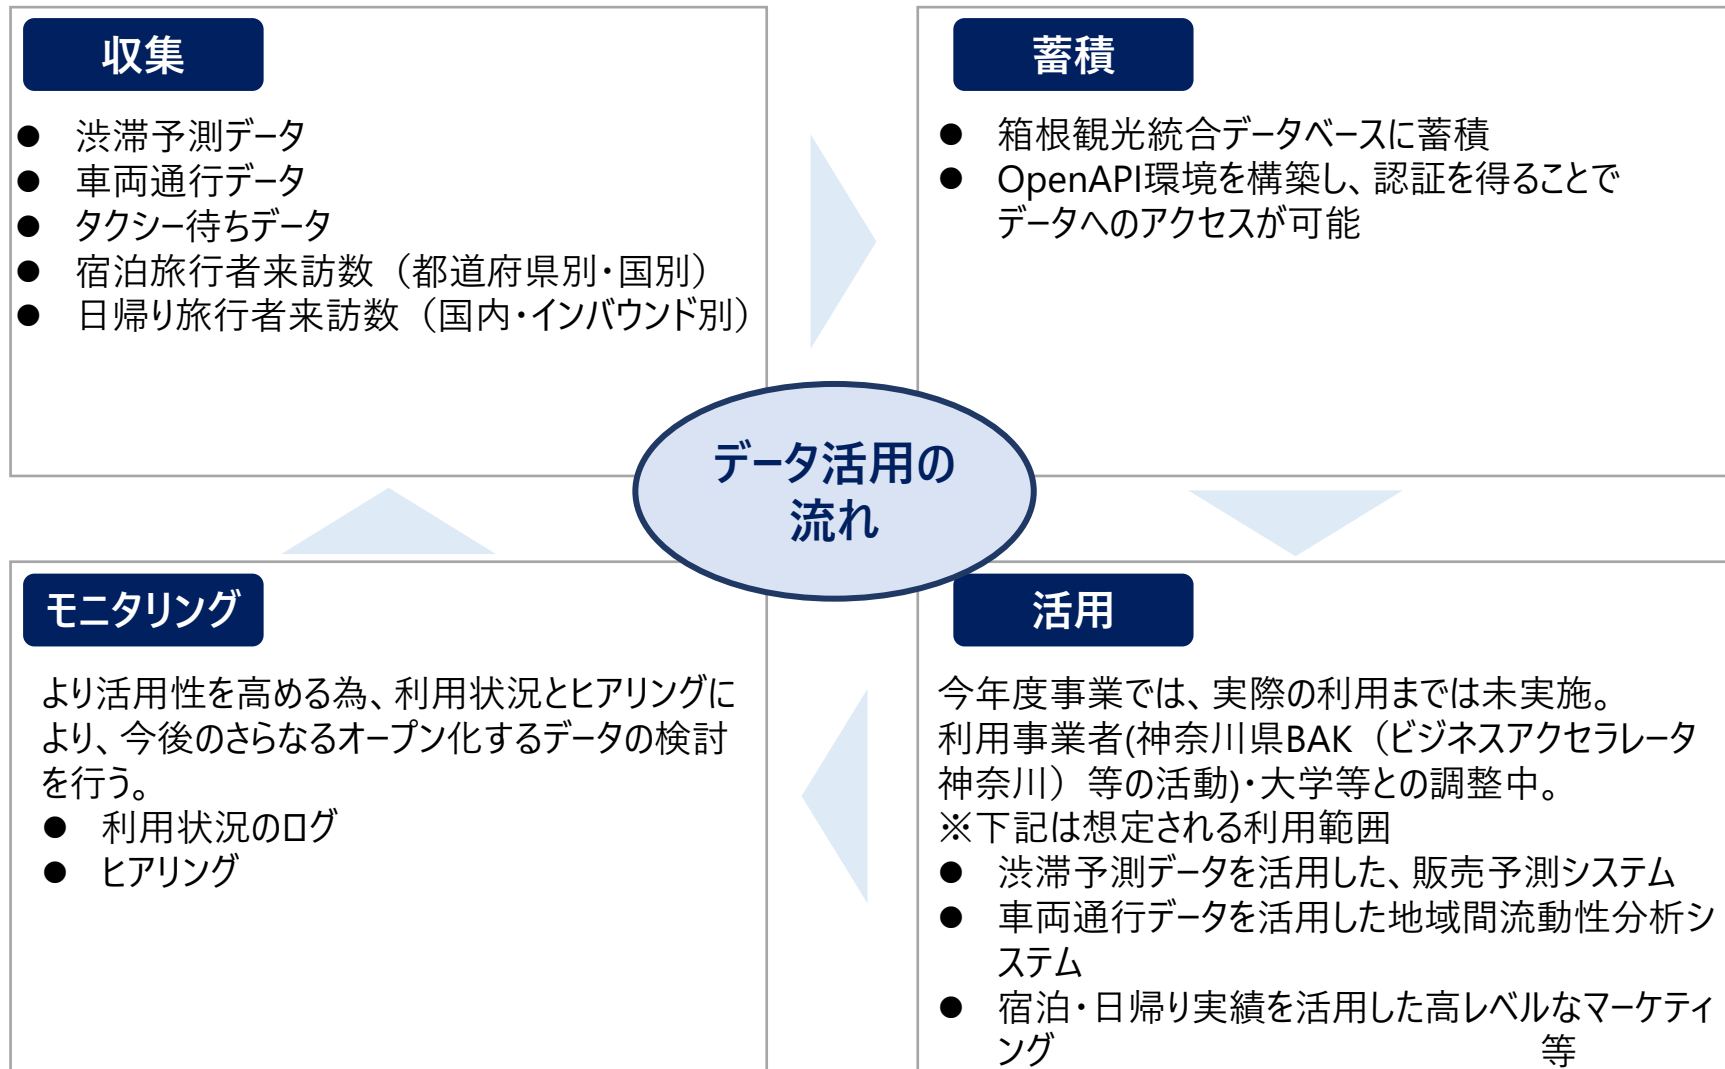 収集
● 渋滞予測データ
● 車両通行データ
● タクシー待ちデータ
● 宿泊旅行者来訪数（都道府県別・国別）
● 日帰り旅行者来訪数（国内・インバウンド別）
蓄積
● 箱根観光統合データベースに蓄積
● OpenAPI環境を構築し、認証を得ることで
データへのアクセスが可能
データ活用の
流れ
モニタリング
より活用性を高める為、利用状況とヒアリングに
より、今後のさらなるオープン化するデータの検討
を行う。
● 利用状況のログ
● ヒアリング
活用
今年度事業では、実際の利用までは未実施。
利用事業者(神奈川県BAK（ビジネスアクセラレータ
神奈川）等の活動)・大学等との調整中。
※下記は想定される利用範囲
● 渋滞予測データを活用した、販売予測システム
● 車両通行データを活用した地域間流動性分析シ
ステム
● 宿泊・日帰り実績を活用した高レベルなマーケティ
ング 等